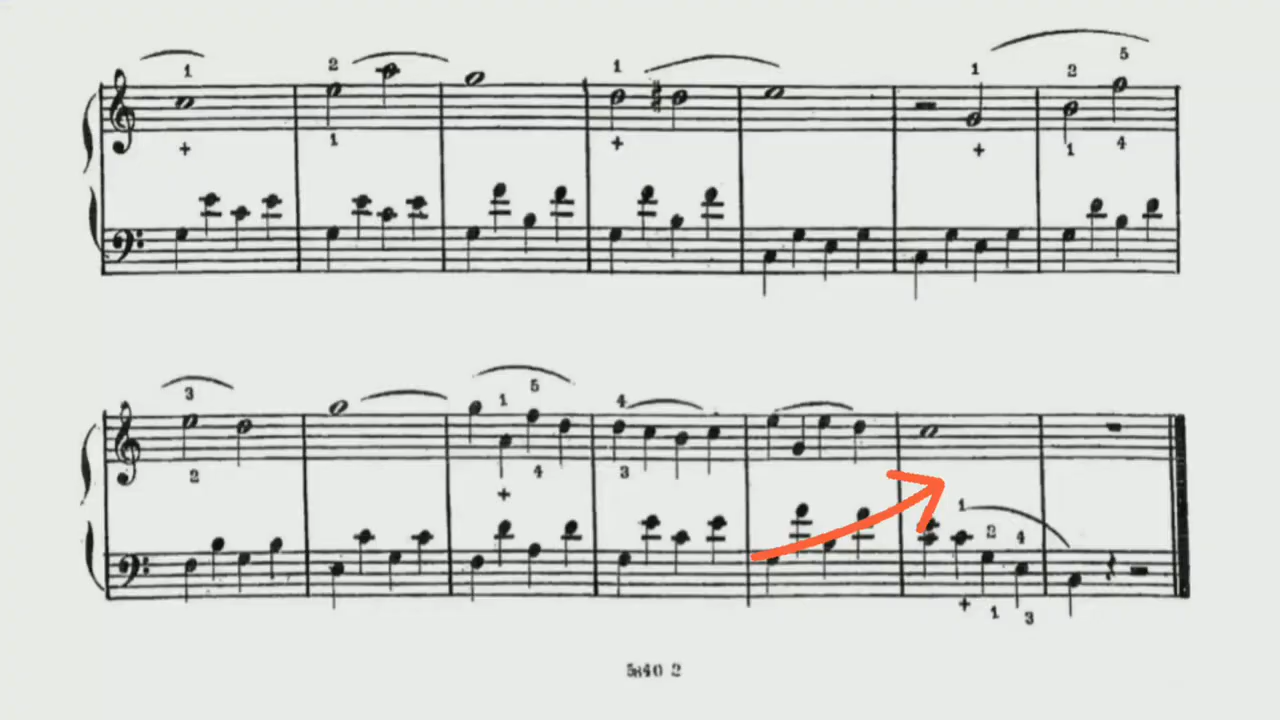 1 2 1 1 2 5
+ 1 + + 1 4
3 1 5 4
2 + 4 3
1 2 4
+ 1 3
5840 2